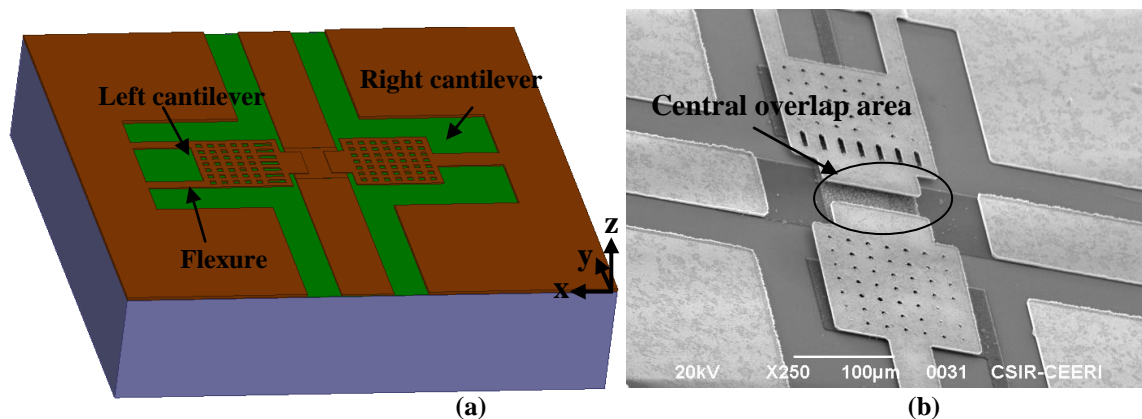 Right cantilever
Left cantilever
Flexure
z
y
x
(a)
Central overlap area
20kV X250 100µm 0031 CSIR-CEERI
(b)